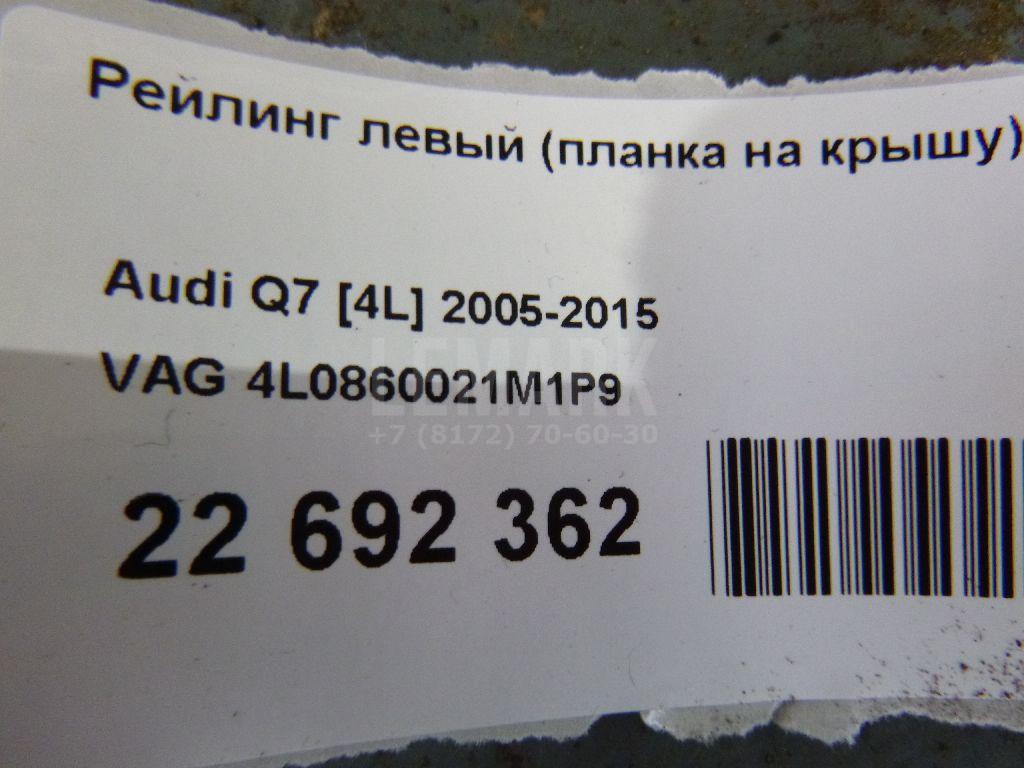 Рейлинг левый (планка на крышу)
Audi Q7 [4L] 2005-2015
VAG 4L0860021M1P9
LEMARK
+7 (8172) 70-60-30
22 692 362